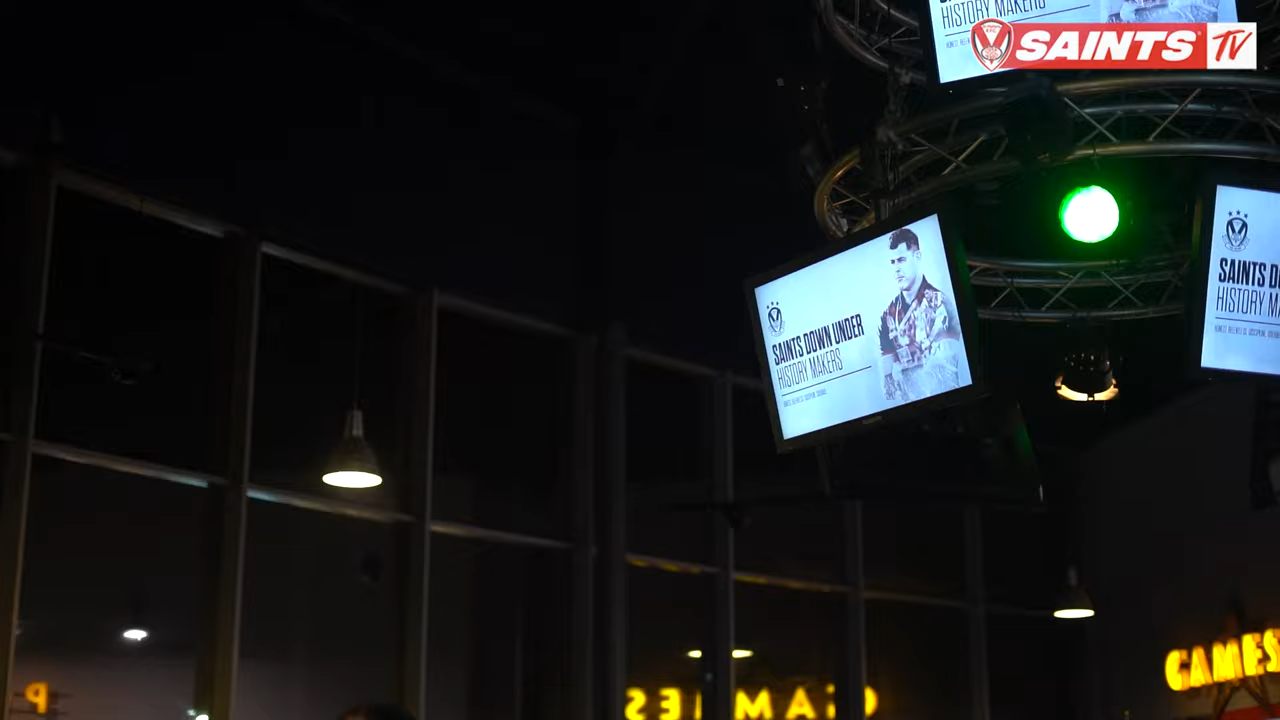 HISTORY MAKERS
SAINTS TV
SAINTS DOWN UNDER
HISTORY MAKERS
SAINTS D
HISTORY MA
GAMES
GAMES
P